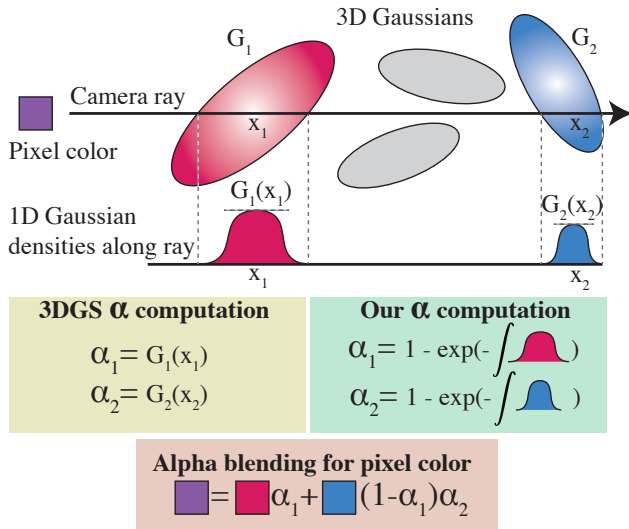 3D Gaussians
G₁
G₂
Camera ray
x₁
x₂
Pixel color
G₁(x₁)
G₂(x₂)
1D Gaussian
densities along ray
x₁
x₂
3DGS α computation
α₁= G₁(x₁)
α₂= G₂(x₂)
Our α computation
α₁= 1 - exp(-∫ )
α₂= 1 - exp(-∫ )
Alpha blending for pixel color
= α₁+ (1-α₁)α₂